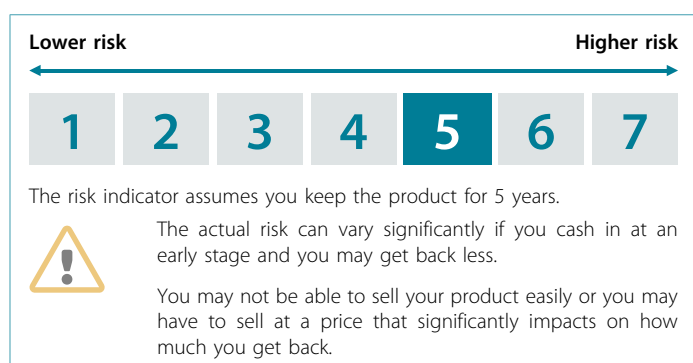 Lower risk Higher risk
1 2 3 4 5 6 7
The risk indicator assumes you keep the product for 5 years.
The actual risk can vary significantly if you cash in at an
early stage and you may get back less.
You may not be able to sell your product easily or you may
have to sell at a price that significantly impacts on how
much you get back.